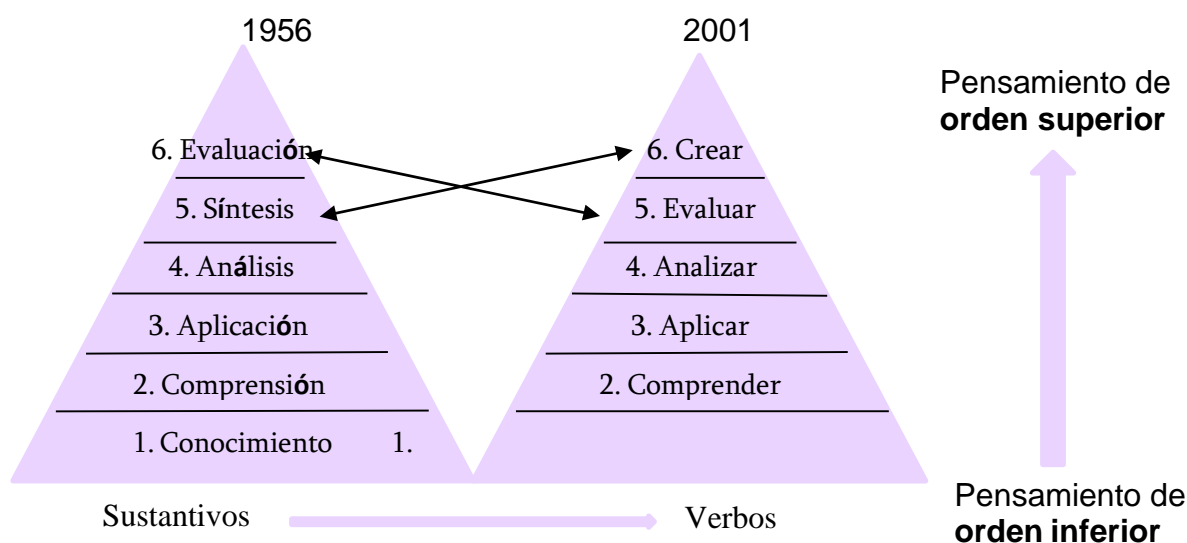 1956
2001
Pensamiento de
orden superior
6. Evaluación
6. Crear
5. Síntesis
5. Evaluar
4. Análisis
4. Analizar
3. Aplicación
3. Aplicar
2. Comprensión
2. Comprender
1. Conocimiento
1.
Sustantivos
Verbos
Pensamiento de
orden inferior